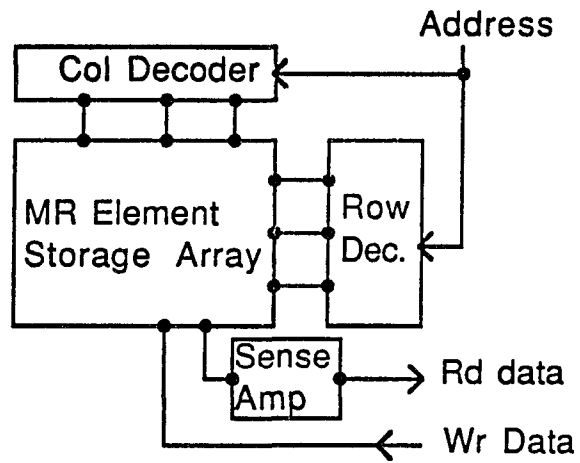 Address
Col Decoder
MR Element
Storage Array
Row
Dec.
Sense
Amp
Rd data
Wr Data